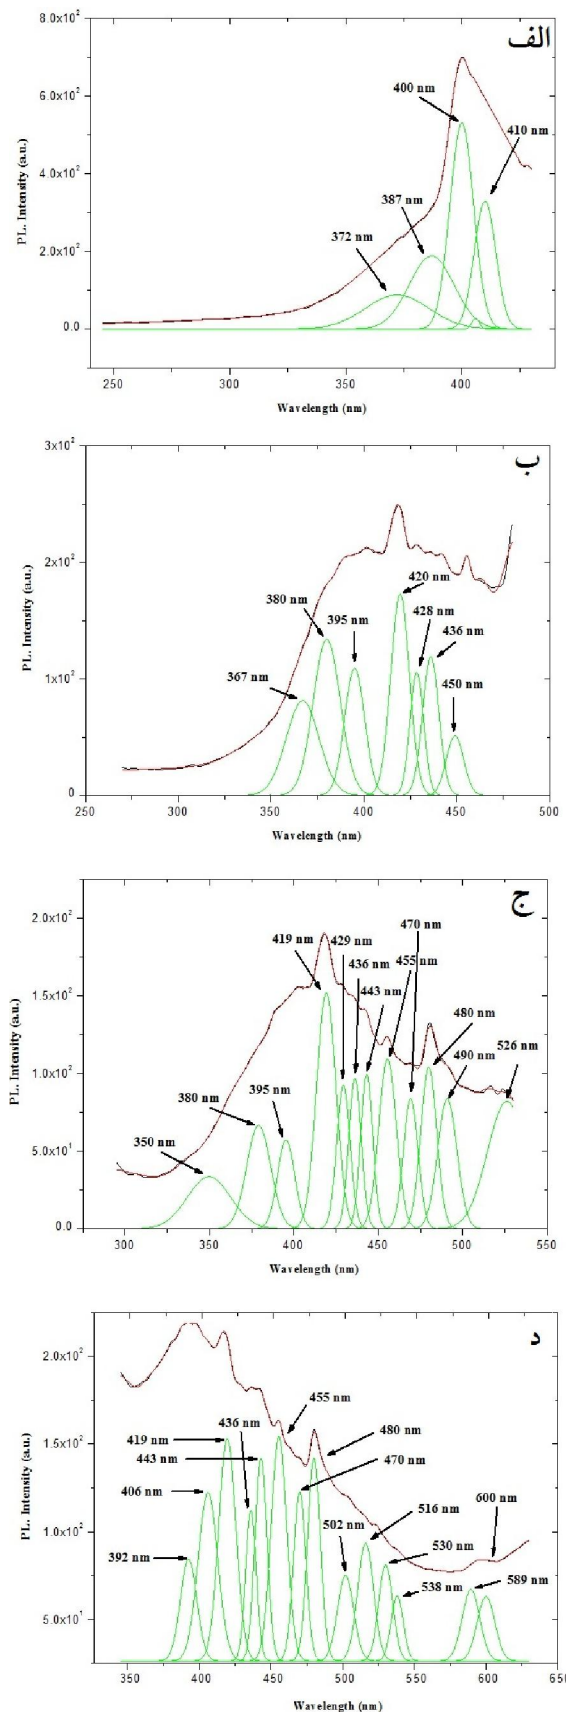 الف
8.0x10²
6.0x10²
4.0x10²
2.0x10²
0.0
PL. Intensity (a.u.)
400 nm
410 nm
387 nm
372 nm
250 300 350 400
Wavelength (nm)
ب
3x10²
2x10²
1x10²
0
PL. Intensity (a.u.)
420 nm
380 nm
395 nm
428 nm
436 nm
367 nm
450 nm
250 300 350 400 450 500
Wavelength (nm)
ج
2.0x10²
1.5x10²
1.0x10²
5.0x10¹
0.0
PL. Intensity (a.u.)
470 nm
419 nm
429 nm
436 nm
455 nm
443 nm
480 nm
526 nm
490 nm
380 nm
395 nm
350 nm
300 350 400 450 500 550
Wavelength (nm)
د
2.0x10²
1.5x10²
1.0x10²
5.0x10¹
PL. Intensity (a.u.)
455 nm
436 nm
419 nm
480 nm
443 nm
470 nm
406 nm
600 nm
502 nm
516 nm
530 nm
392 nm
538 nm
589 nm
350 400 450 500 550 600 650
Wavelength (nm)